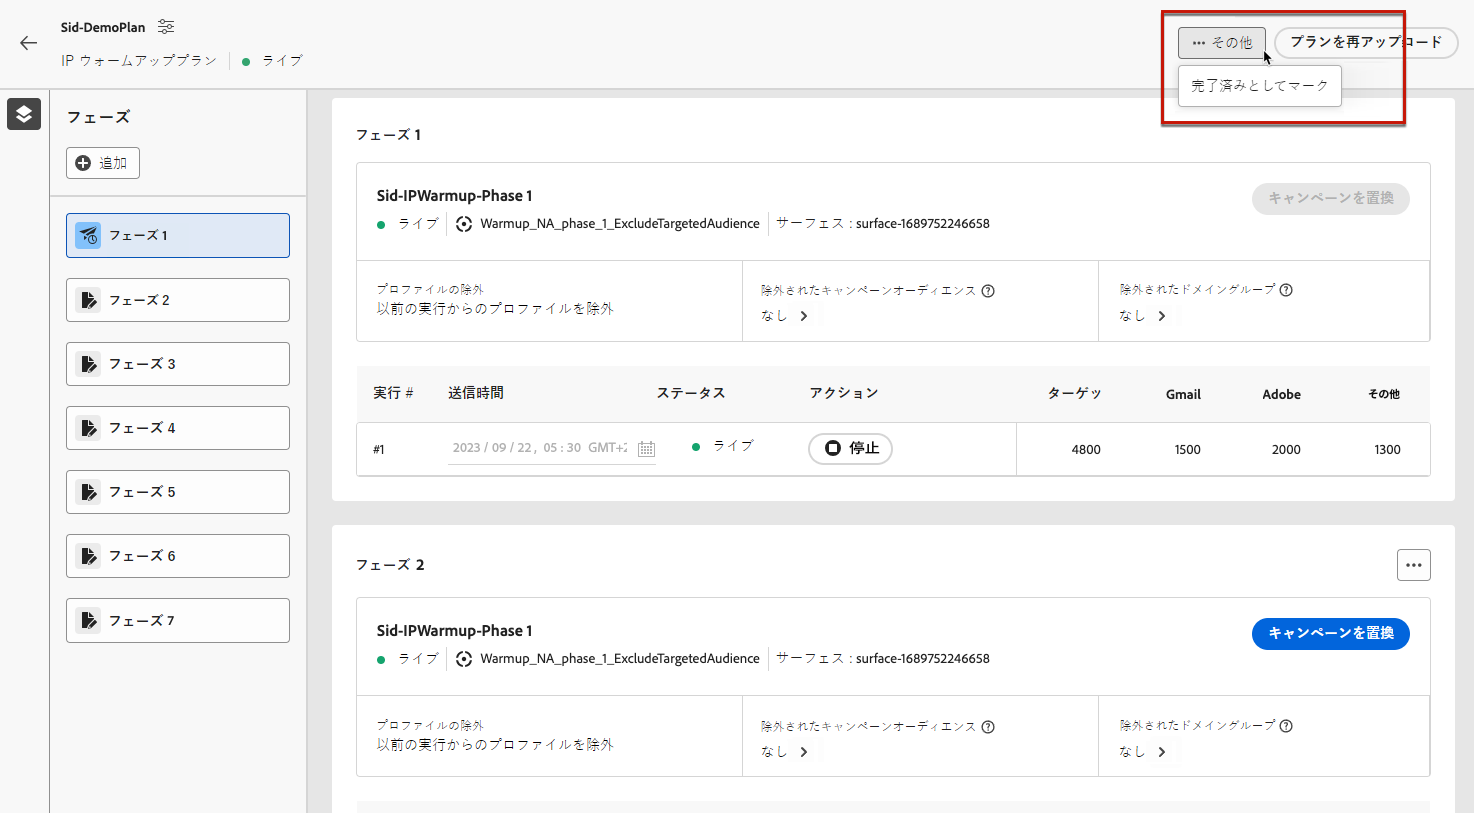 Sid-DemoPlan
IP ウォームアッププラン ライブ
その他 プランを再アップロード
完了済みとしてマーク
フェーズ
追加
フェーズ 1
フェーズ 2
フェーズ 3
フェーズ 4
フェーズ 5
フェーズ 6
フェーズ 7
フェーズ 1
Sid-IPWarmup-Phase 1
キャンペーンを置換
ライブ Warmup_NA_phase_1_ExcludeTargetedAudience サーフェス : surface-1689752246658
プロファイルの除外
以前の実行からのプロファイルを除外
除外されたキャンペーンオーディエンス
なし
除外されたドメイングループ
なし
実行 # 送信時間 ステータス アクション ターゲッ Gmail Adobe その他
#1 2023 / 09 / 22 , 05 : 30 GMT+2 ライブ 停止 4800 1500 2000 1300
フェーズ 2
Sid-IPWarmup-Phase 1
キャンペーンを置換
ライブ Warmup_NA_phase_1_ExcludeTargetedAudience サーフェス : surface-1689752246658
プロファイルの除外
以前の実行からのプロファイルを除外
除外されたキャンペーンオーディエンス
なし
除外されたドメイングループ
なし